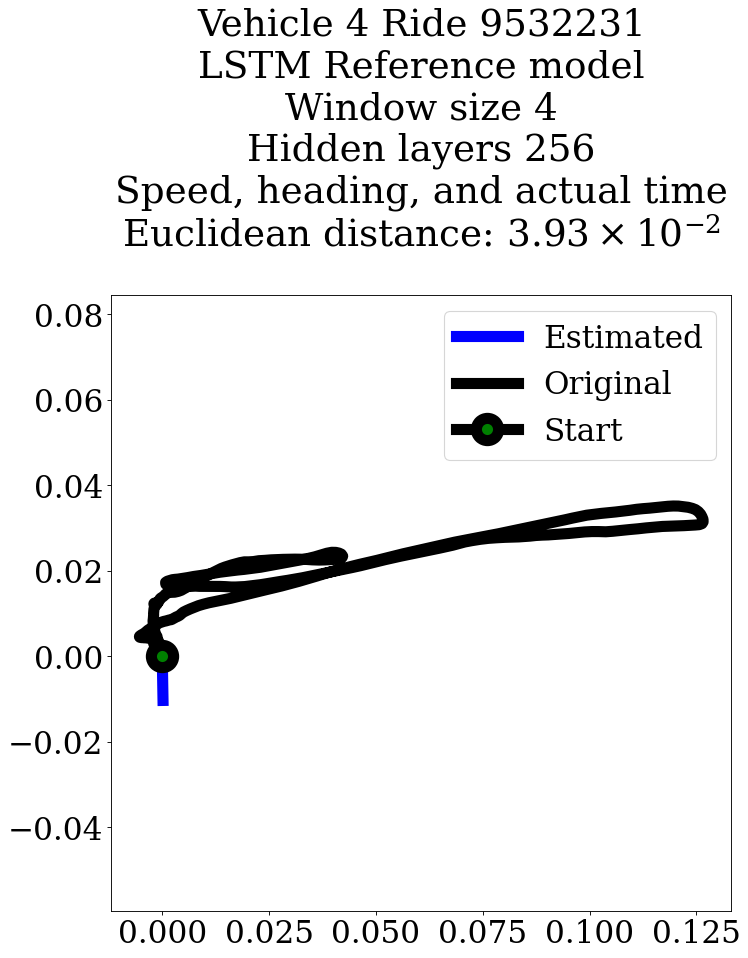 Vehicle 4 Ride 9532231
LSTM Reference model
Window size 4
Hidden layers 256
Speed, heading, and actual time
Euclidean distance: 3.93 × 10⁻²
Estimated
Original
Start
0.08
0.06
0.04
0.02
0.00
−0.02
−0.04
0.000 0.025 0.050 0.075 0.100 0.125